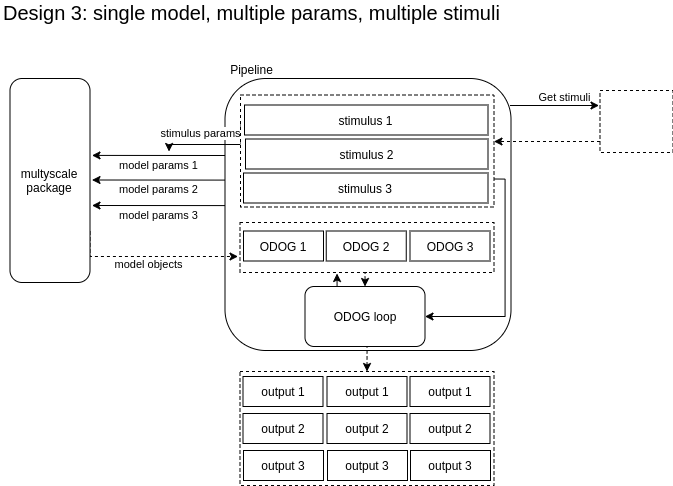 Design 3: single model, multiple params, multiple stimuli
Pipeline
Get stimuli
stimulus 1
stimulus params
stimulus 2
model params 1
multyscale
package
stimulus 3
model params 2
model params 3
ODOG 1
ODOG 2
ODOG 3
model objects
ODOG loop
output 1
output 1
output 1
output 2
output 2
output 2
output 3
output 3
output 3